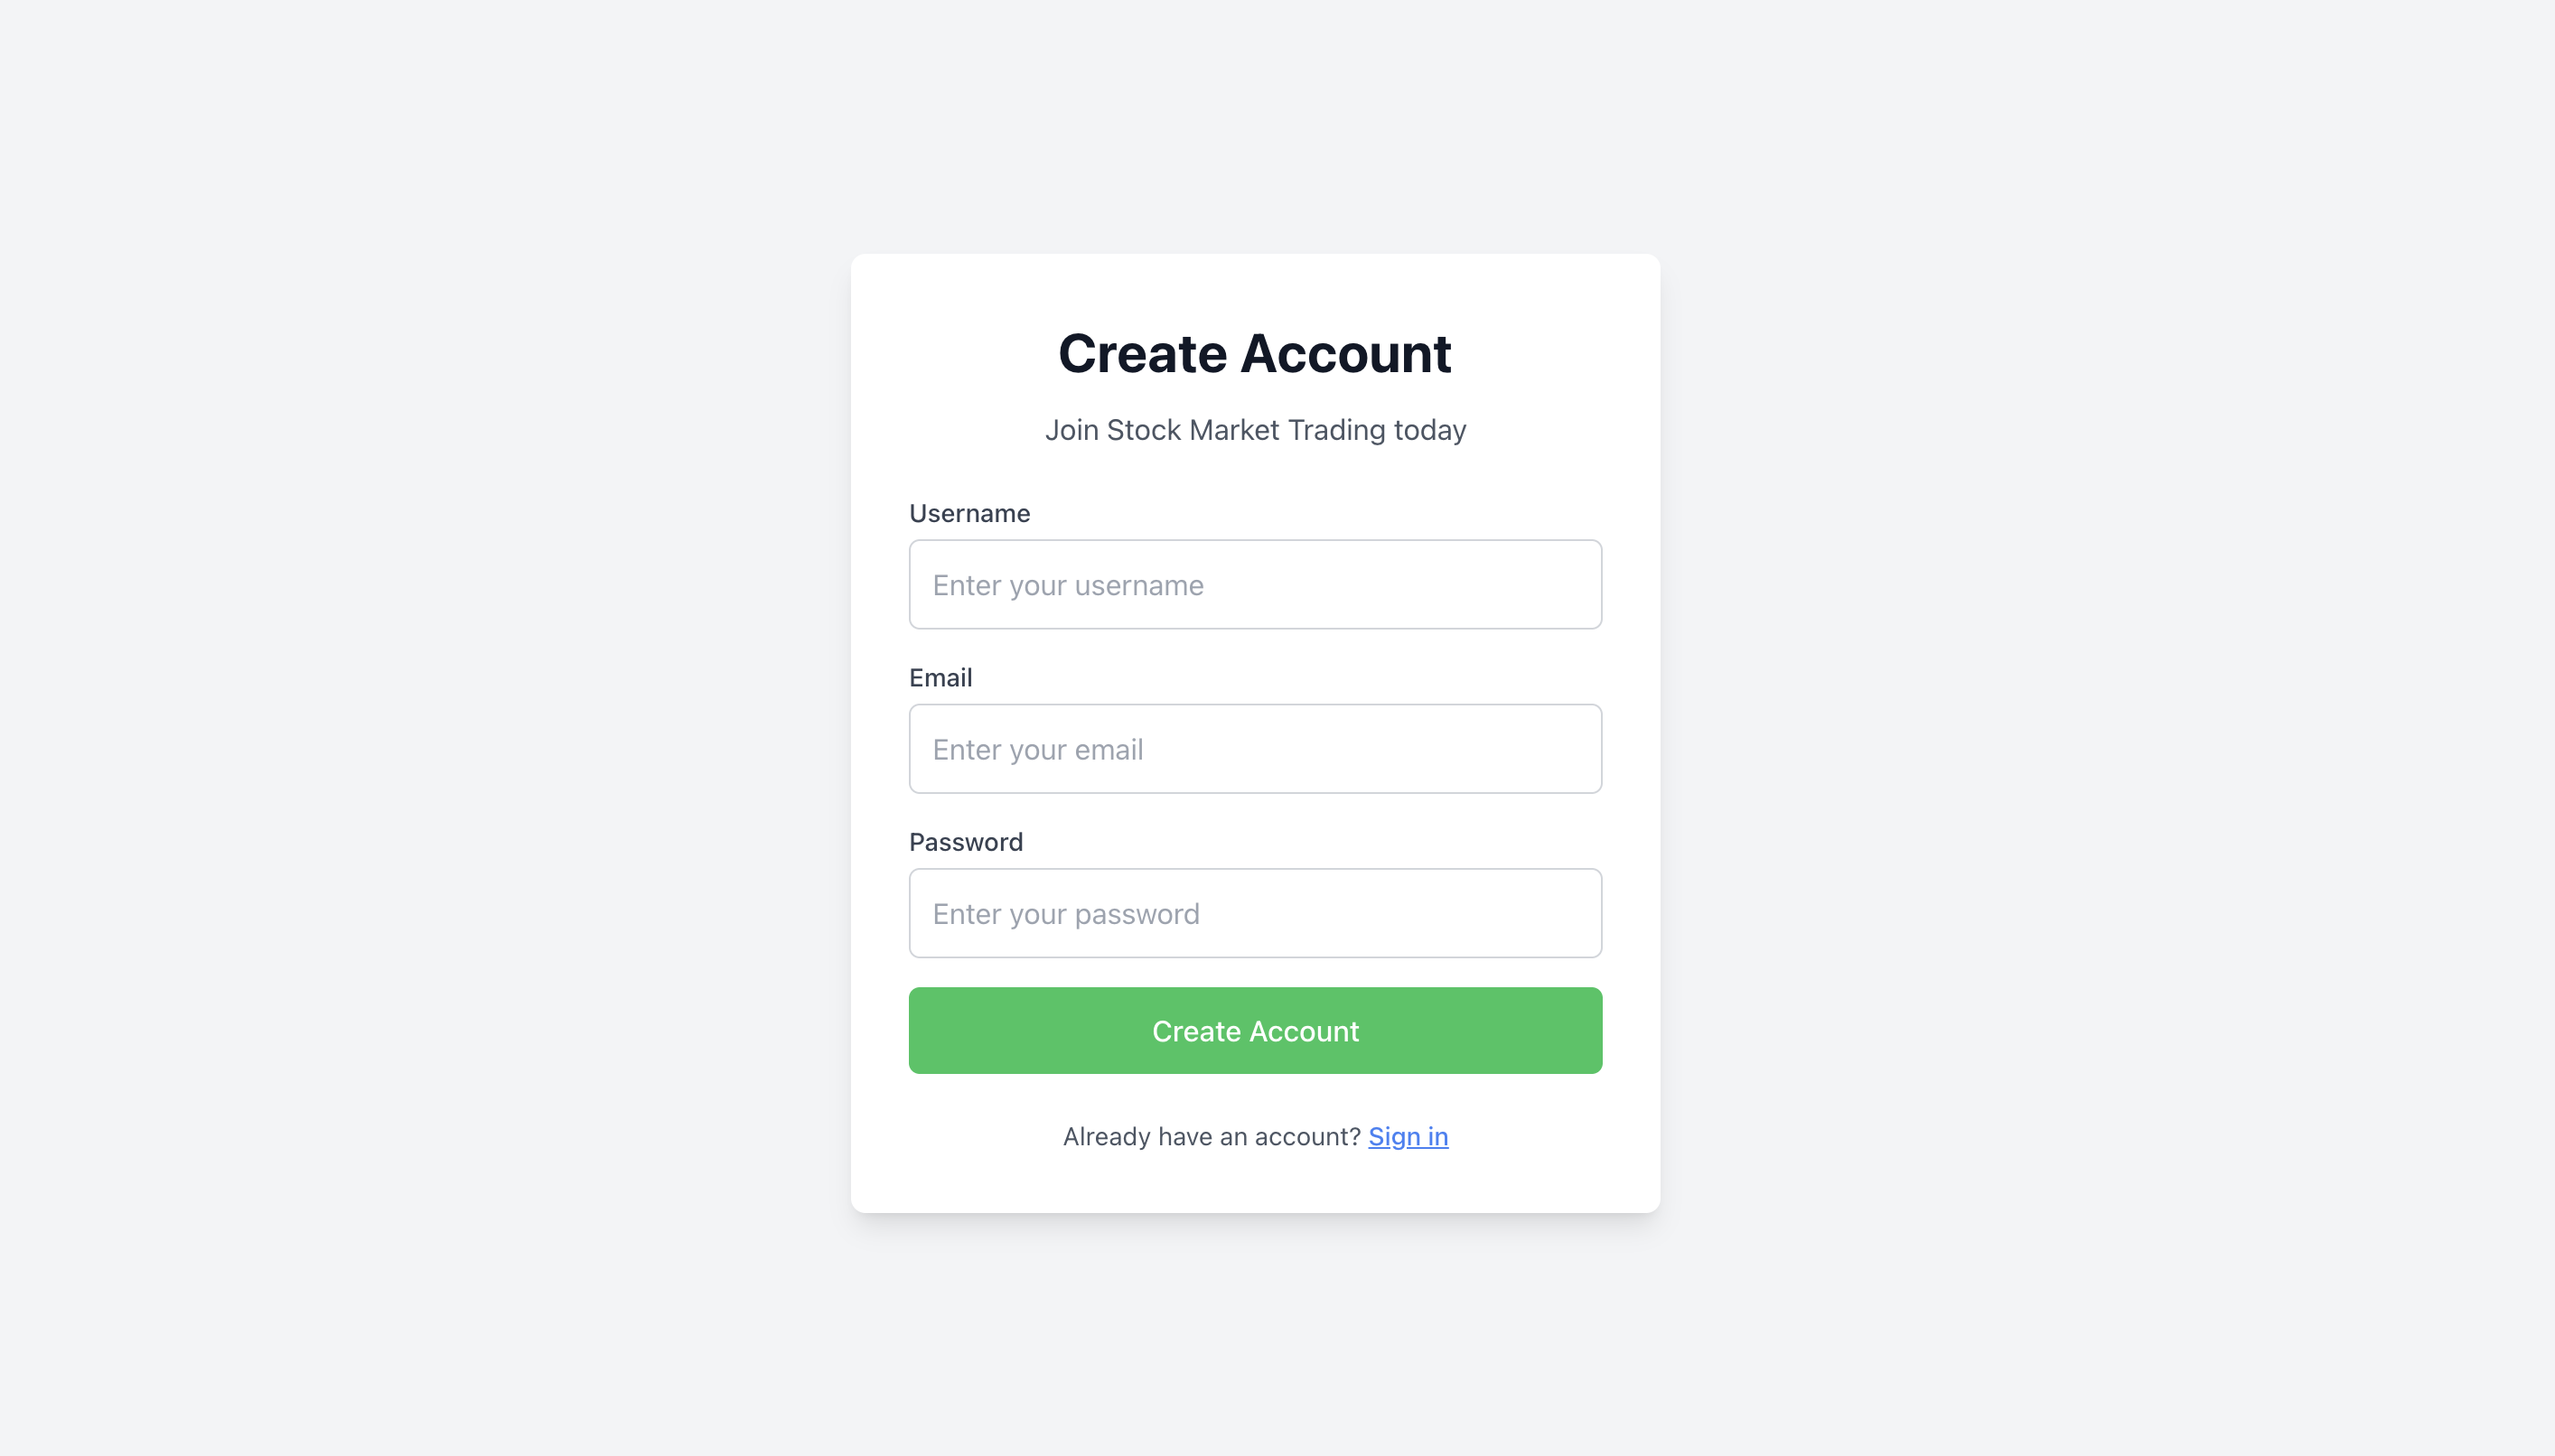 Create Account
Join Stock Market Trading today
Username
Enter your username
Email
Enter your email
Password
Enter your password
Create Account
Already have an account? Sign in